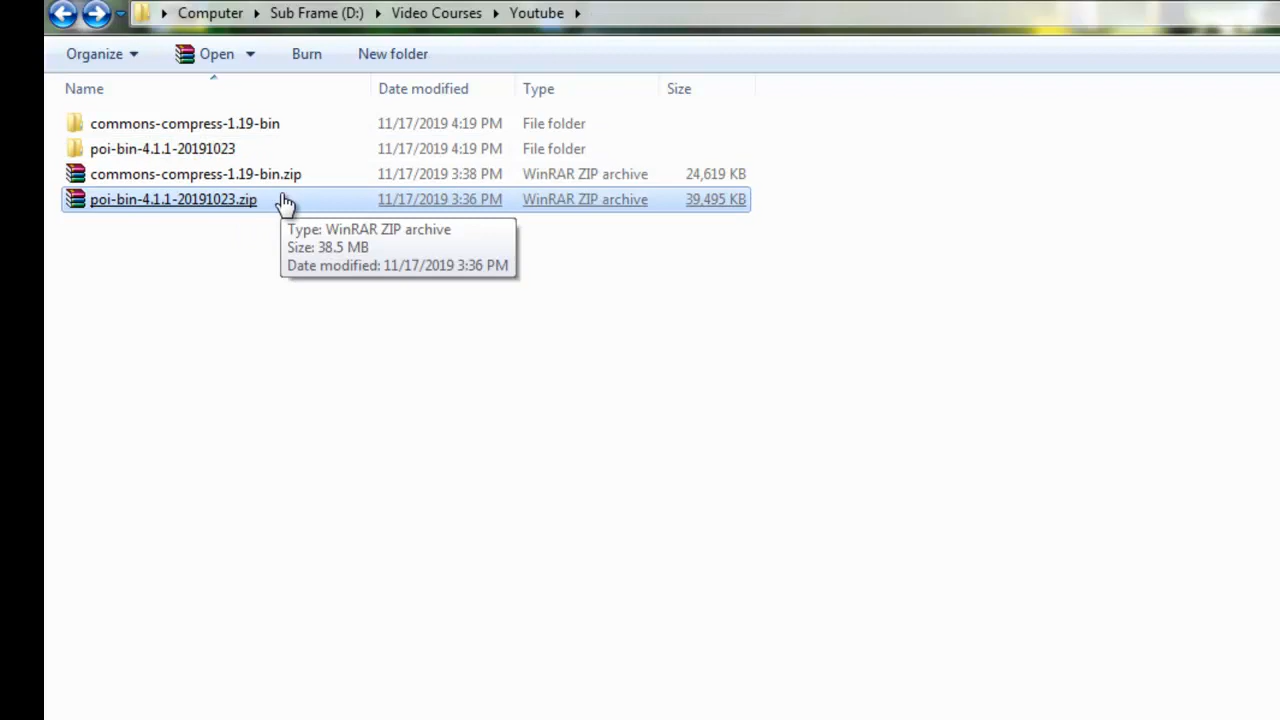 Computer Sub Frame (D:) Video Courses Youtube
Organize Open Burn New folder
Name Date modified Type Size
commons-compress-1.19-bin 11/17/2019 4:19 PM File folder
poi-bin-4.1.1-20191023 11/17/2019 4:19 PM File folder
commons-compress-1.19-bin.zip 11/17/2019 3:38 PM WinRAR ZIP archive 24,619 KB
poi-bin-4.1.1-20191023.zip 11/17/2019 3:36 PM WinRAR ZIP archive 39,495 KB
Type: WinRAR ZIP archive
Size: 38.5 MB
Date modified: 11/17/2019 3:36 PM